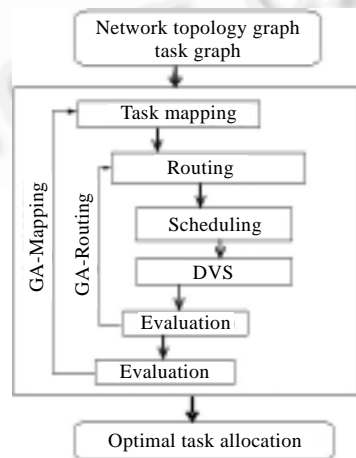 Network topology graph
task graph
Task mapping
Routing
Scheduling
DVS
Evaluation
Evaluation
GA-Mapping
GA-Routing
Optimal task allocation